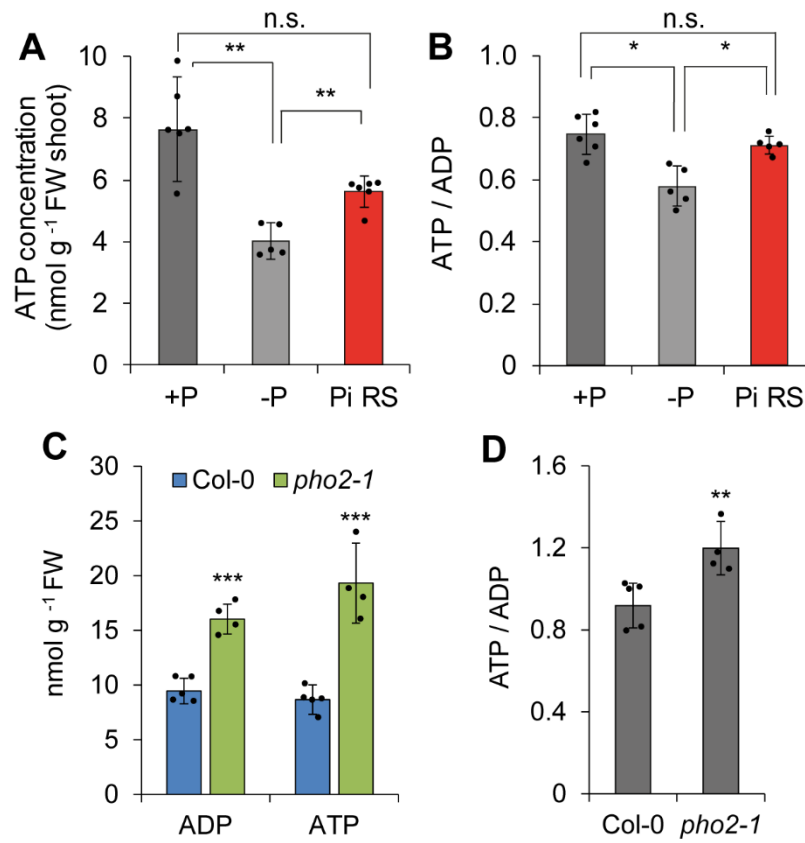 A
n.s.
**
**
ATP concentration
(nmol g ⁻¹ FW shoot)
10
8
6
4
2
0
+P
-P
Pi RS
B
n.s.
*
*
ATP / ADP
1.0
0.8
0.6
0.4
0.2
0
+P
-P
Pi RS
C
Col-0
pho2-1
***
***
nmol g ⁻¹ FW
30
25
20
15
10
5
0
ADP
ATP
D
**
ATP / ADP
1.6
1.2
0.8
0.4
0
Col-0
pho2-1